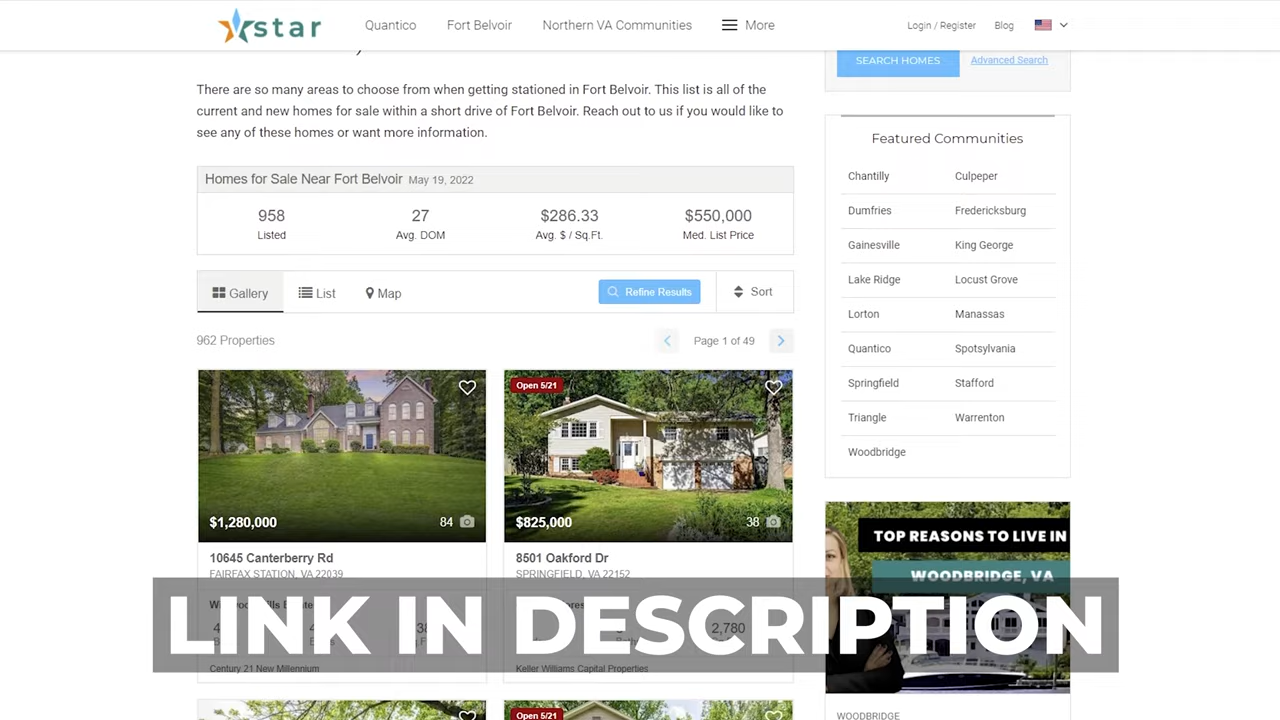 star
Quantico
Fort Belvoir
Northern VA Communities
More
Login / Register
Blog
There are so many areas to choose from when getting stationed in Fort Belvoir. This list is all of the
current and new homes for sale within a short drive of Fort Belvoir. Reach out to us if you would like to
see any of these homes or want more information.
Homes for Sale Near Fort Belvoir May 19, 2022
958
27
$286.33
$550,000
Listed
Avg. DOM
Avg. $ / Sq.Ft.
Med. List Price
Gallery
List
Map
Refine Results
Sort
962 Properties
Page 1 of 49
$1,280,000
84
10645 Canterberry Rd
FAIRFAX STATION, VA 22039
Century 21 New Millennium
Open 5/21
$825,000
38
8501 Oakford Dr
SPRINGFIELD, VA 22152
2,780
Keller Williams Capital Properties
Open 5/21
SEARCH HOMES
Advanced Search
Featured Communities
Chantilly
Culpeper
Dumfries
Fredericksburg
Gainesville
King George
Lake Ridge
Locust Grove
Lorton
Manassas
Quantico
Spotsylvania
Springfield
Stafford
Triangle
Warrenton
Woodbridge
TOP REASONS TO LIVE IN
WOODBRIDGE, VA
WOODBRIDGE
LINK IN DESCRIPTION